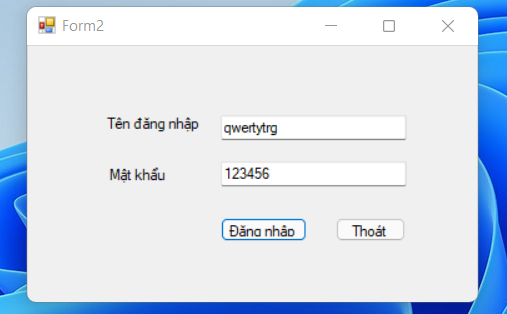 Form2
Tên đăng nhập
qwertytrg
Mật khẩu
123456
Đăng nhập
Thoát